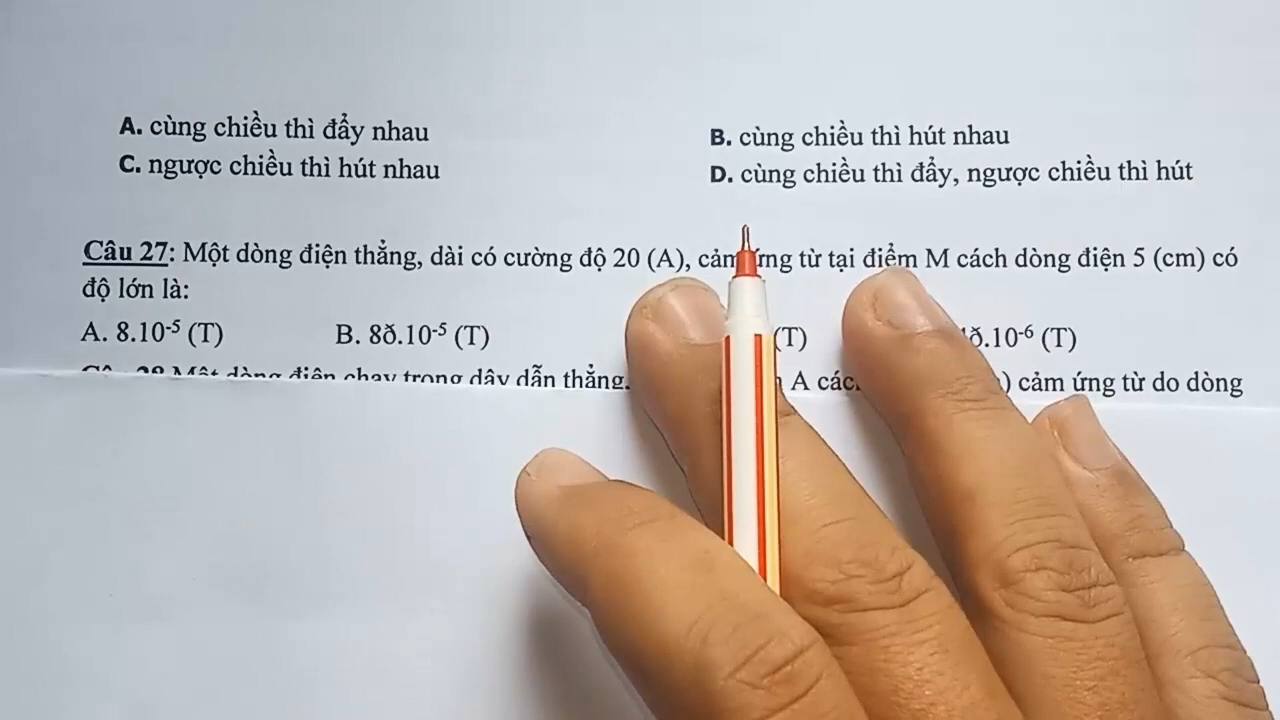 A. cùng chiều thì đẩy nhau
B. cùng chiều thì hút nhau
C. ngược chiều thì hút nhau
D. cùng chiều thì đẩy, ngược chiều thì hút
Câu 27: Một dòng điện thẳng, dài có cường độ 20 (A), cảm ứng từ tại điểm M cách dòng điện 5 (cm) có
độ lớn là:
A. 8.10⁻⁵ (T) B. 8ð.10⁻⁵ (T) (T) ð.10⁻⁶ (T)
Một dòng điện chạy trong dây dẫn thẳng. A ) cảm ứng từ do dòng